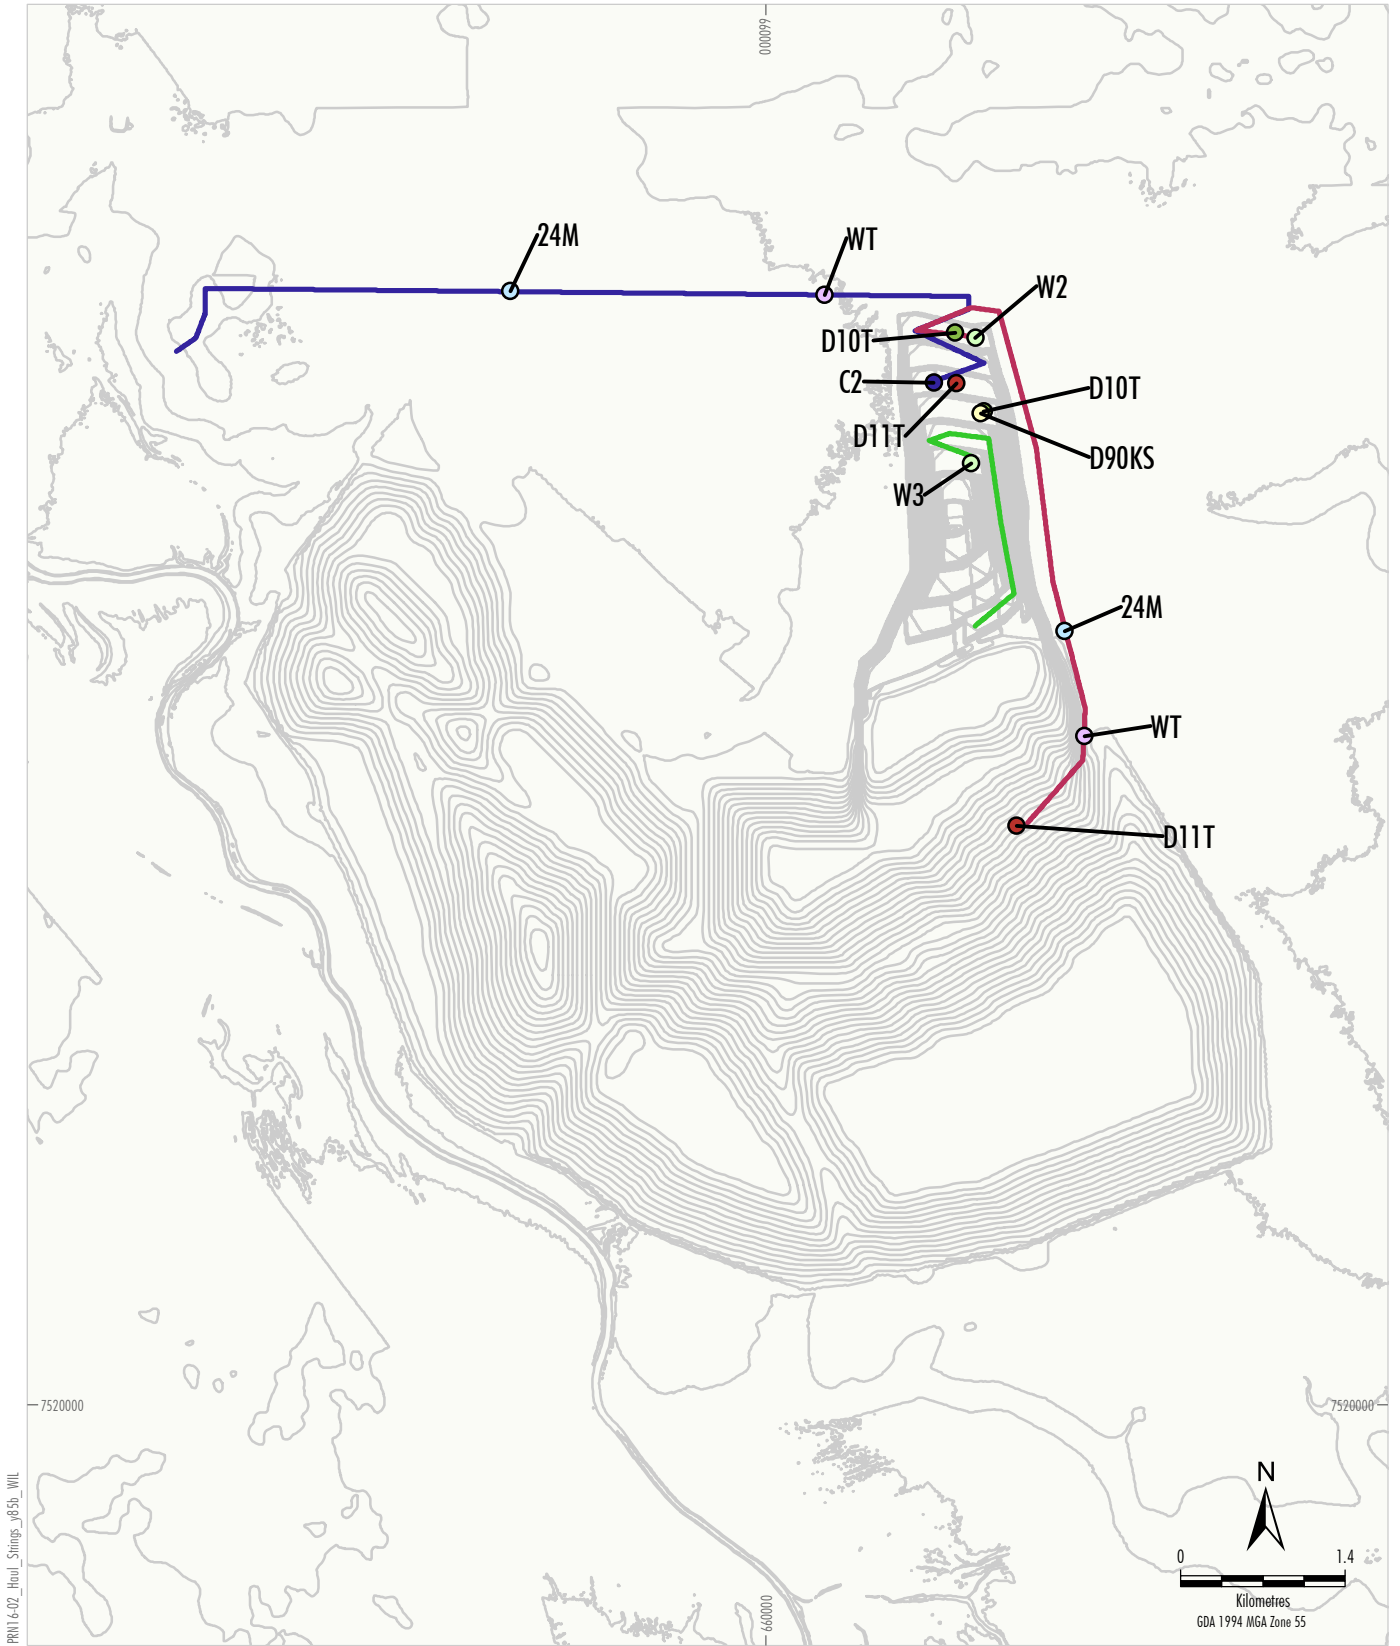 660000
24M
WT
W2
D10T
C2
D10T
D11T
D90KS
W3
24M
WT
D11T
7520000
7520000
N
0 1.4
Kilometres
GDA 1994 MGA Zone 55
660000
PRN16-02_Haul_Strings_y85b_WIL